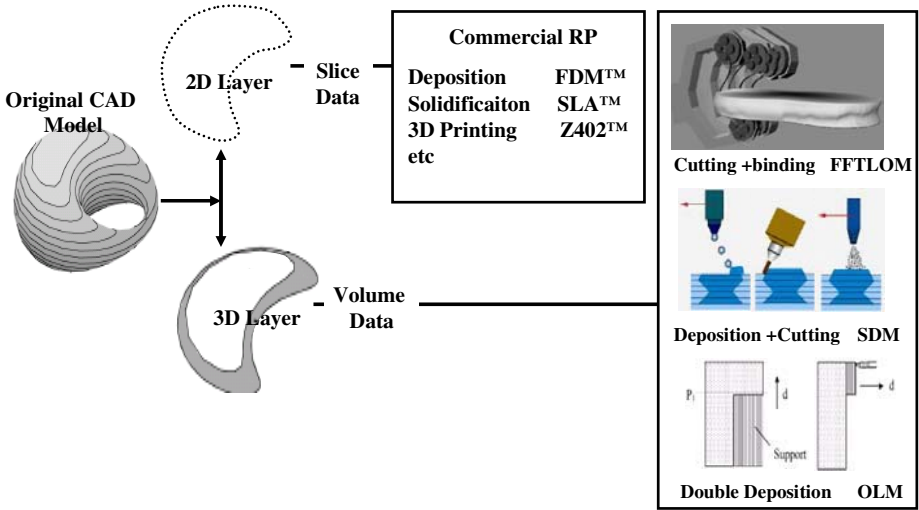 Original CAD
Model
2D Layer
Slice
Data
Commercial RP
Deposition FDM™
Solidificaiton SLA™
3D Printing Z402™
etc
3D Layer
Volume
Data
Cutting +binding FFTLOM
Deposition +Cutting SDM
P₁
d
Support
d
Double Deposition OLM